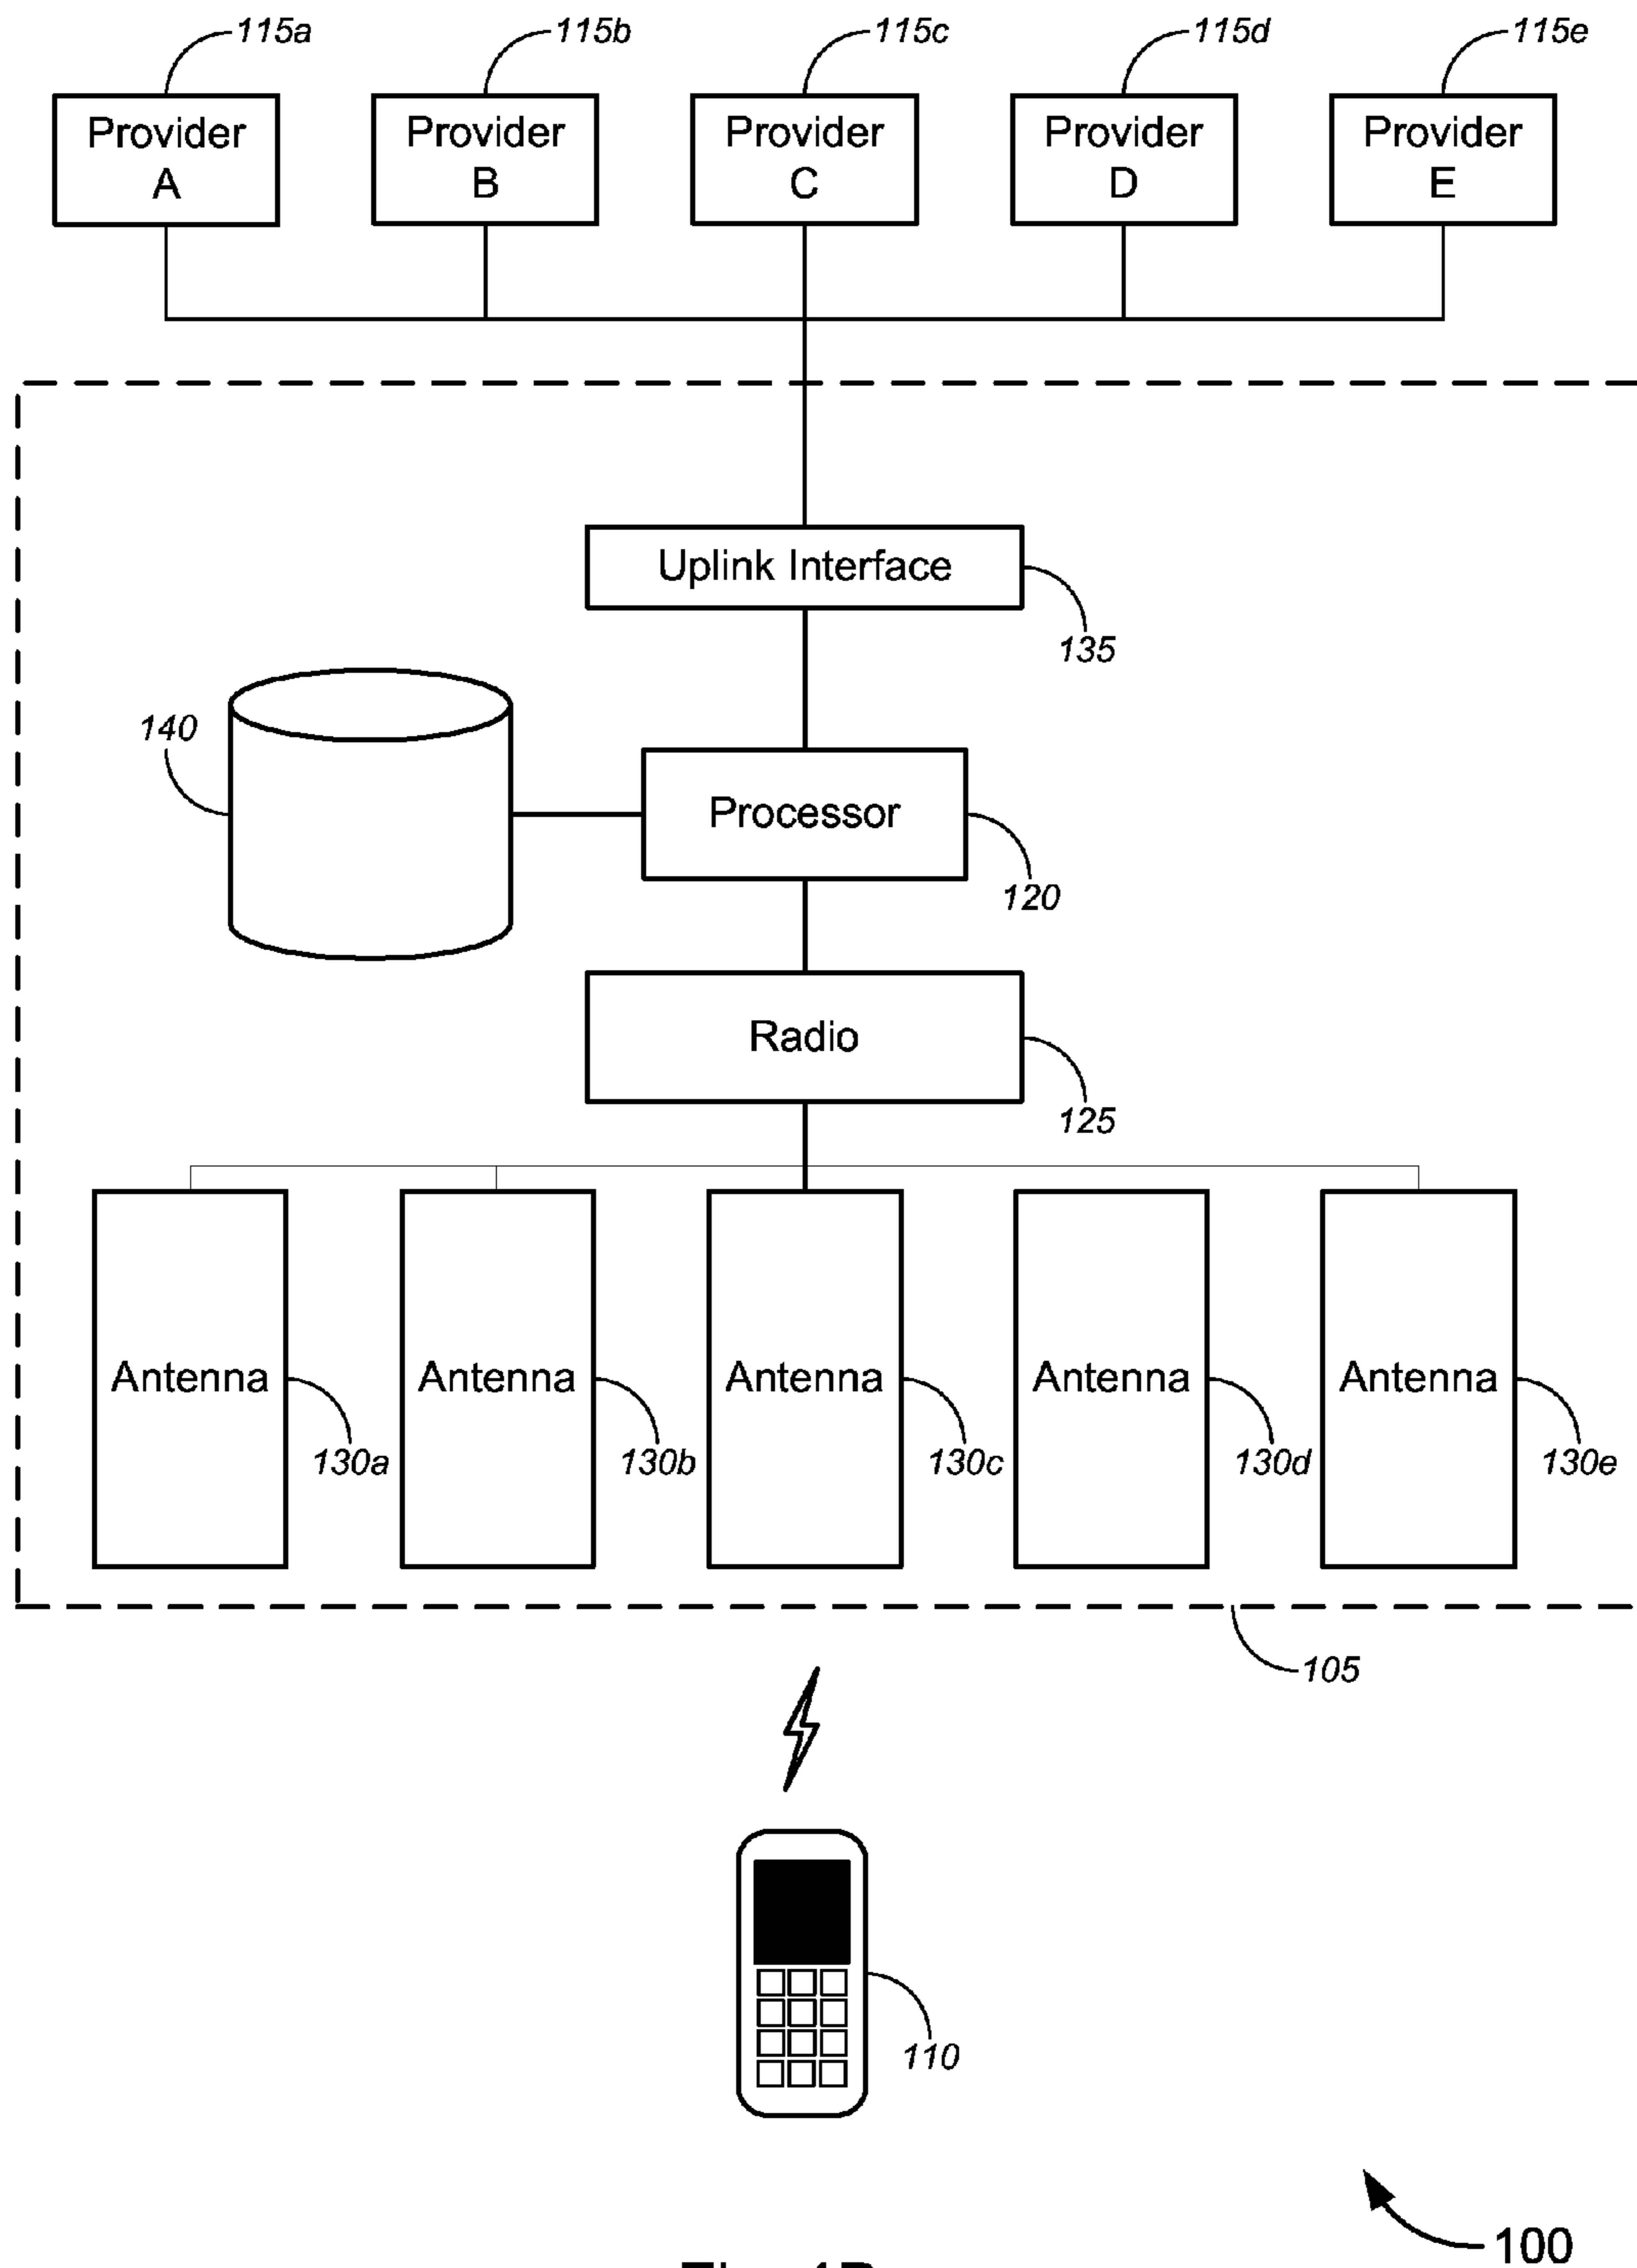 115a
115b
115c
115d
115e
Provider
A
Provider
B
Provider
C
Provider
D
Provider
E
Uplink Interface
135
140
Processor
120
Radio
125
Antenna
Antenna
Antenna
Antenna
Antenna
130a
130b
130c
130d
130e
105
110
100